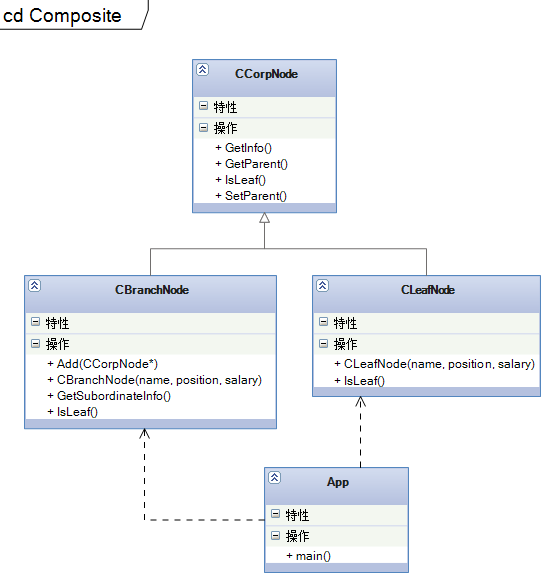 cd Composite
CCorpNode
特性
操作
+ GetInfo()
+ GetParent()
+ IsLeaf()
+ SetParent()
CBranchNode
特性
操作
+ Add(CCorpNode*)
+ CBranchNode(name, position, salary)
+ GetSubordinateInfo()
+ IsLeaf()
CLeafNode
特性
操作
+ CLeafNode(name, position, salary)
+ IsLeaf()
App
特性
操作
+ main()